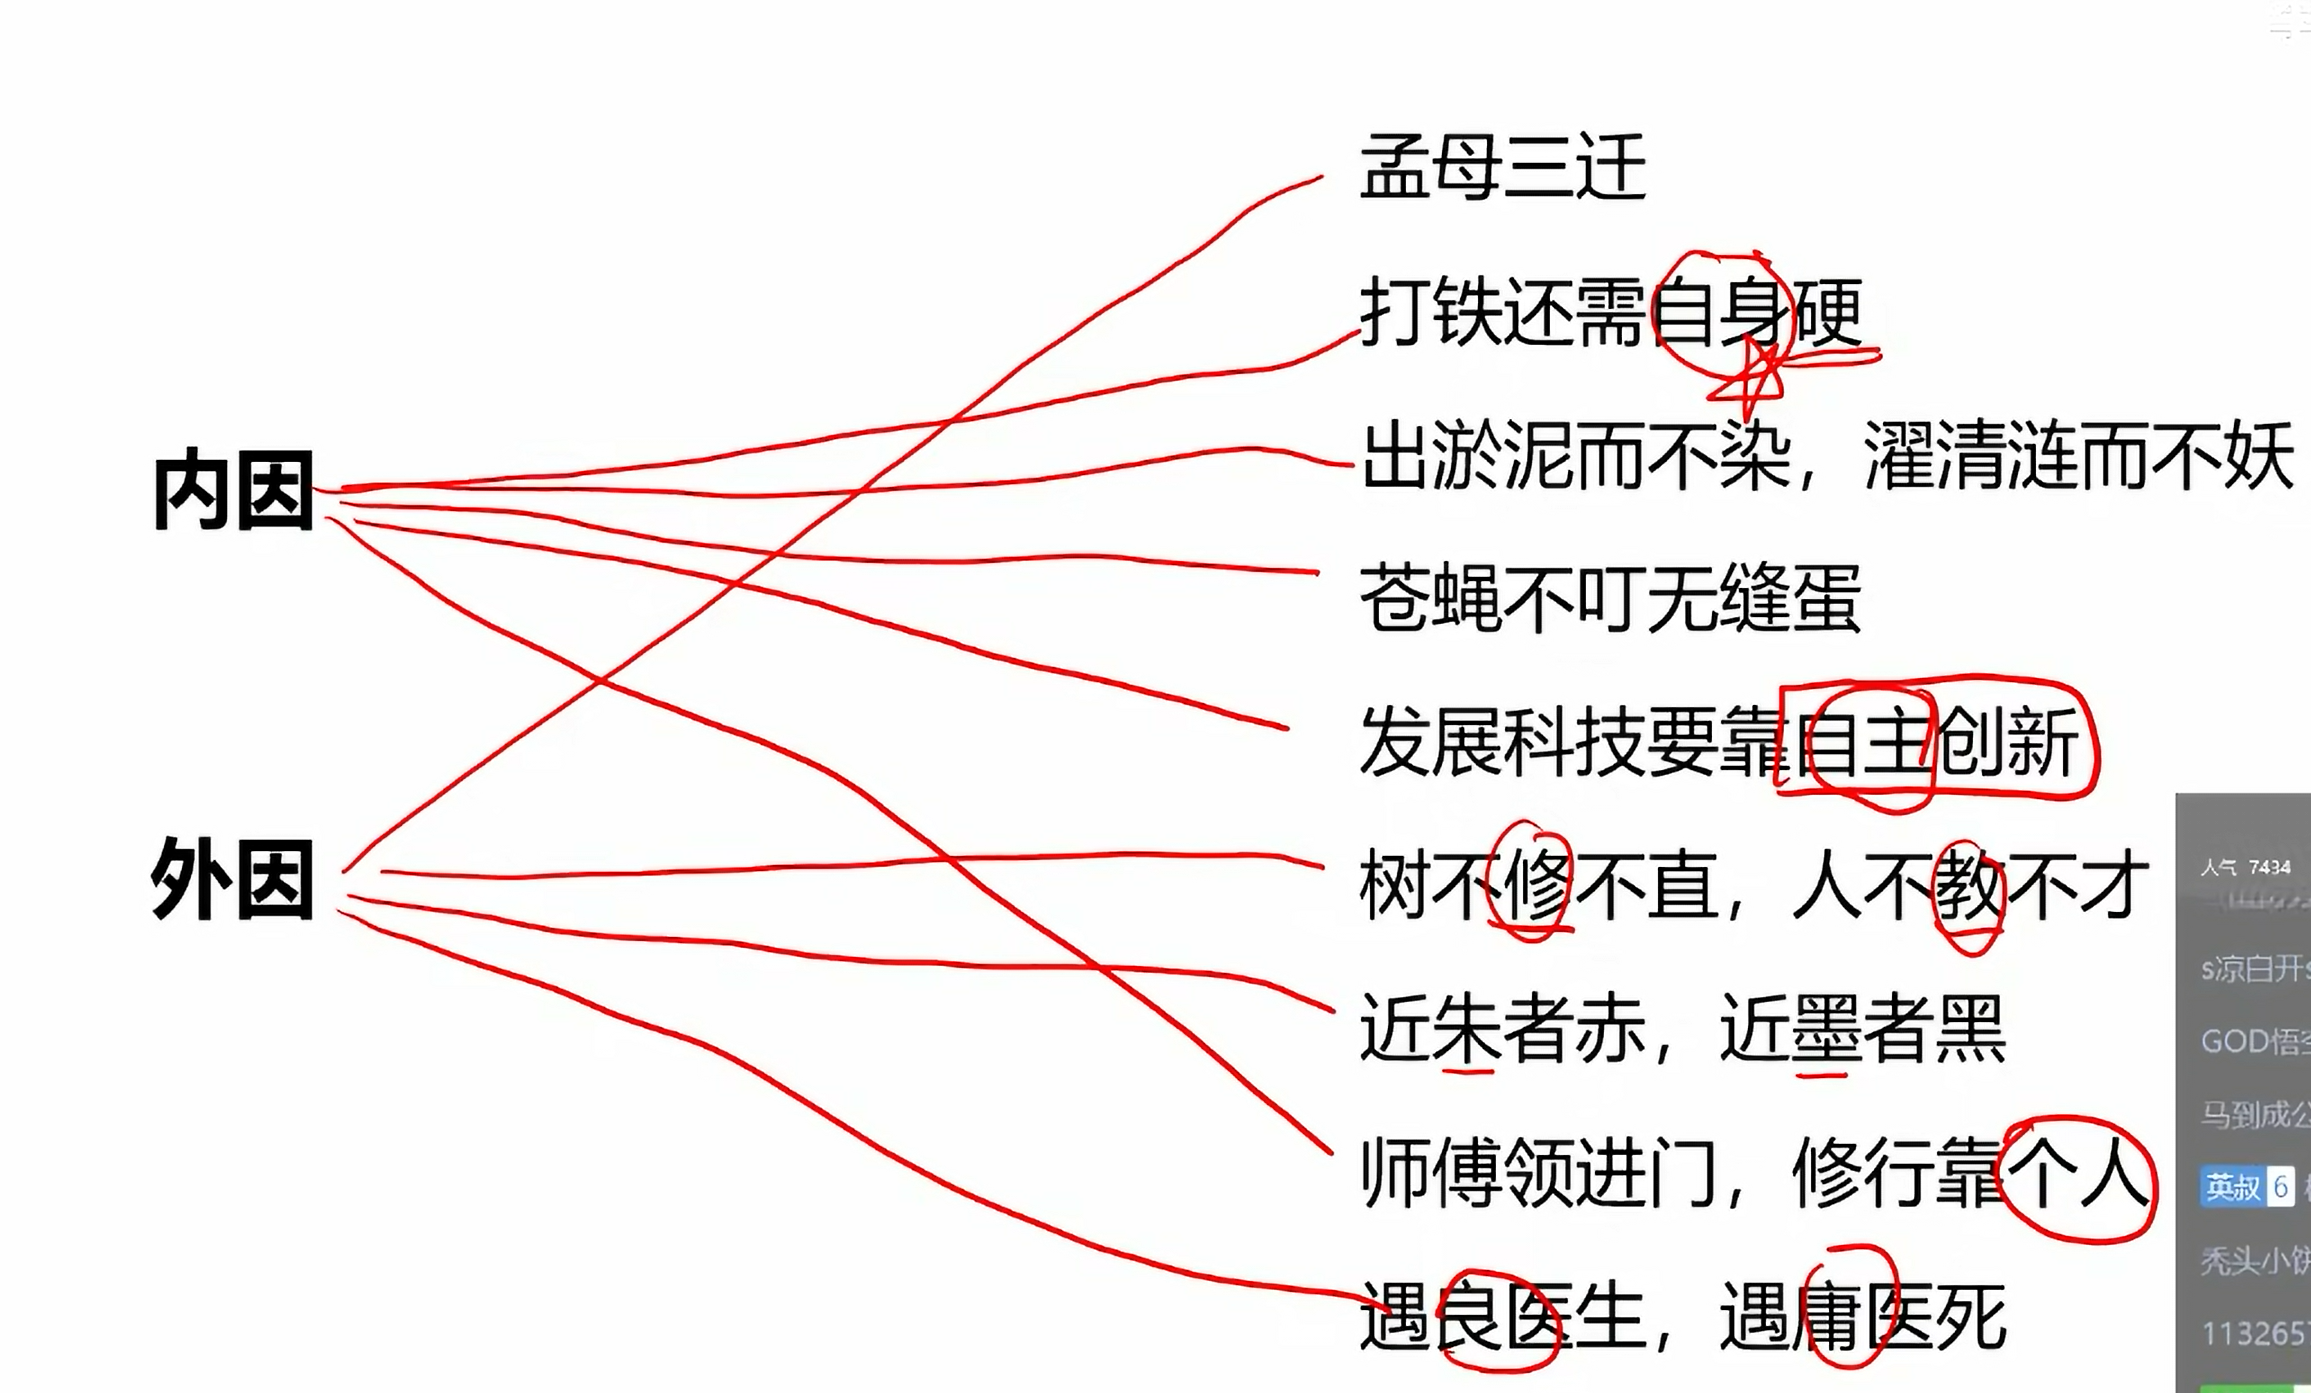 孟母三迁
打铁还需自身硬
出淤泥而不染，濯清涟而不妖
内因
苍蝇不叮无缝蛋
发展科技要靠自主创新
外因
树不修不直，人不教不才
近朱者赤，近墨者黑
师傅领进门，修行靠个人
遇良医生，遇庸医死
人气 7434
s凉白开s
GOD悟空
马到成公
英叔 6
秃头小饼
113265